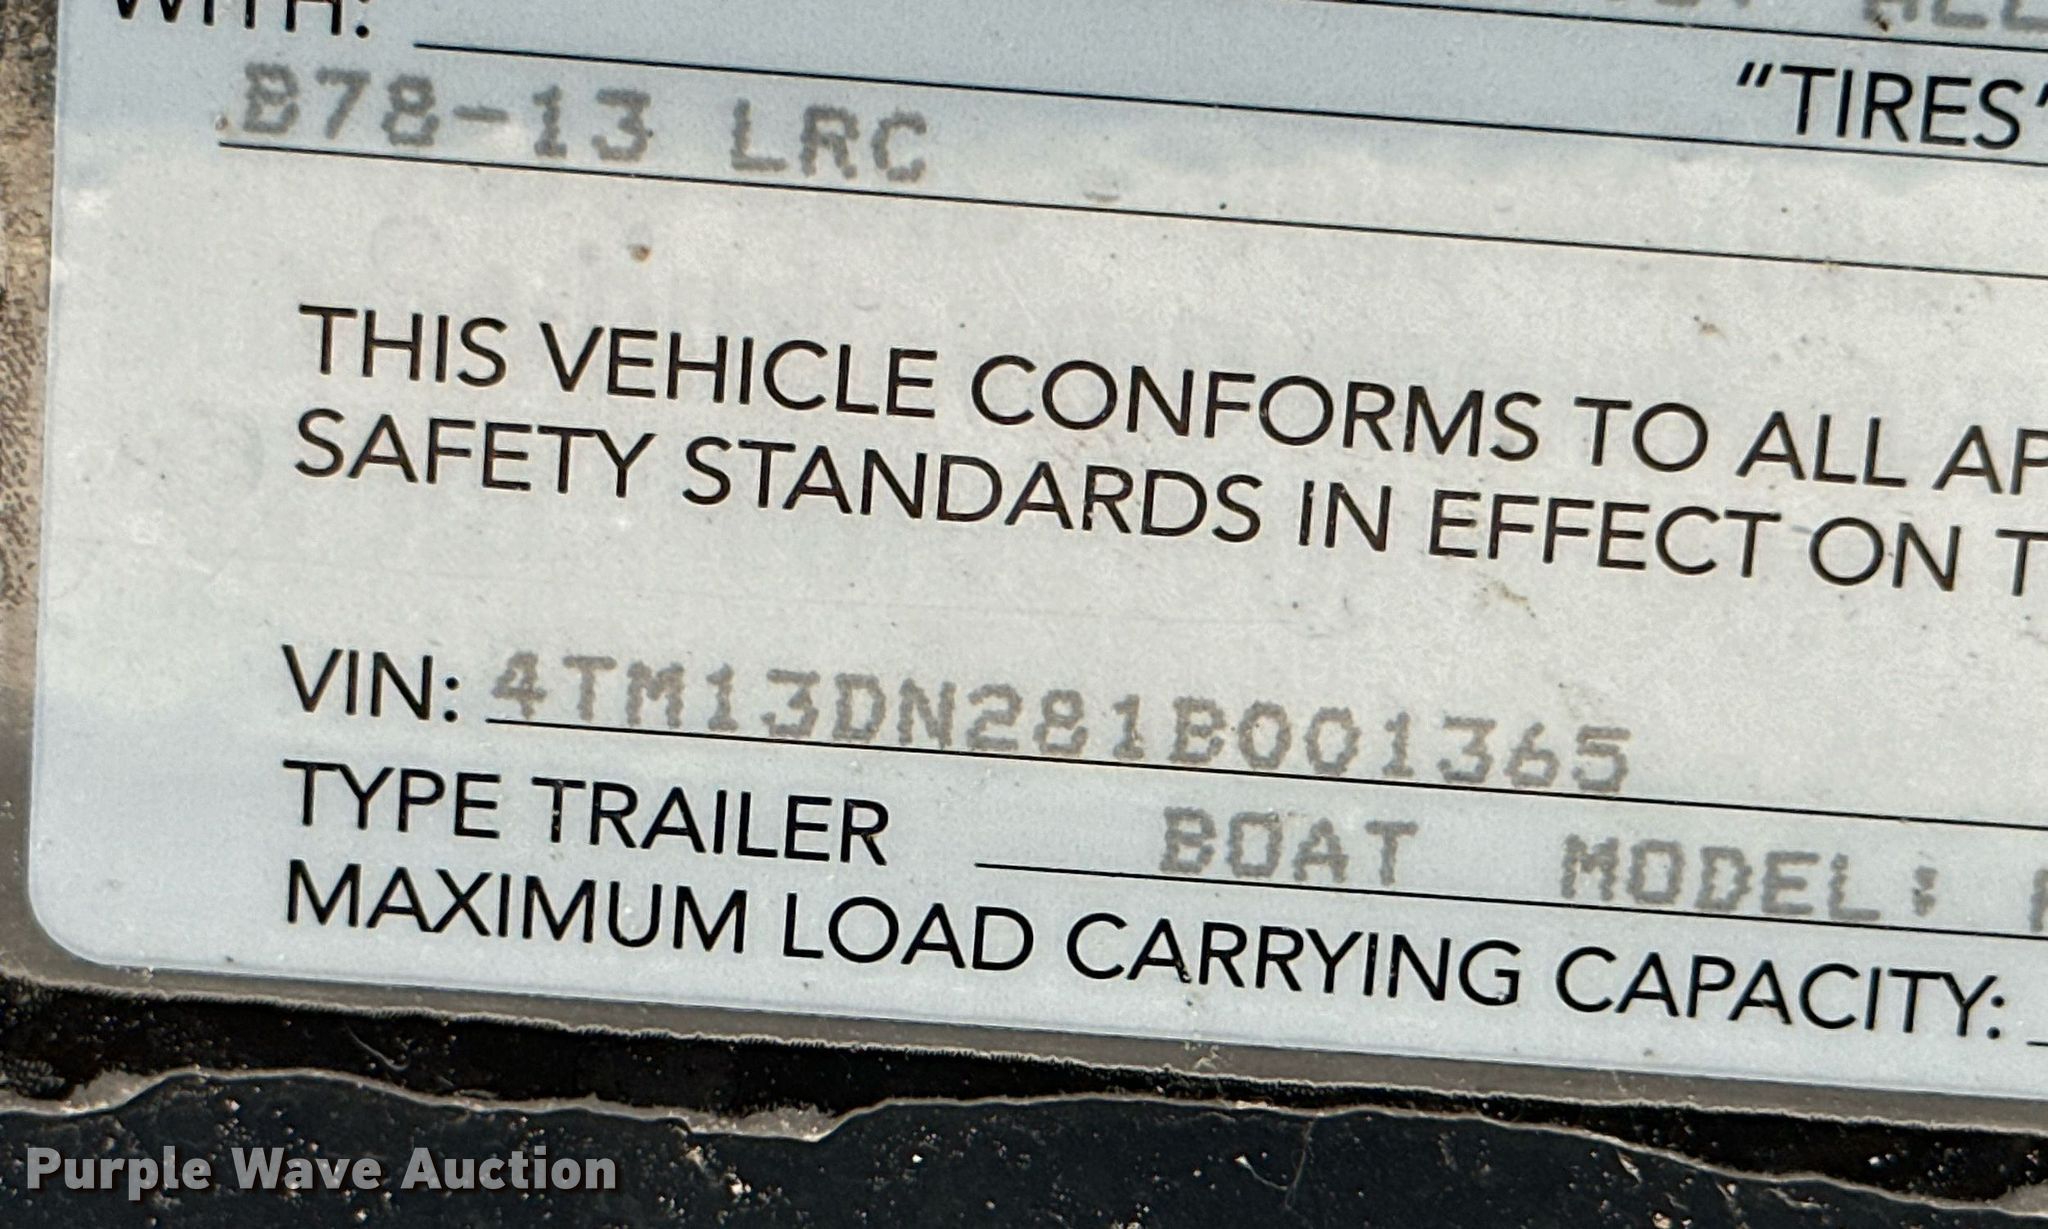 WITH:
"TIRES"
B78-13 LRC
THIS VEHICLE CONFORMS TO ALL
SAFETY STANDARDS IN EFFECT ON
VIN: 4TM13DN281B001365
TYPE TRAILER BOAT MODEL:
MAXIMUM LOAD CARRYING CAPACITY:
Purple Wave Auction